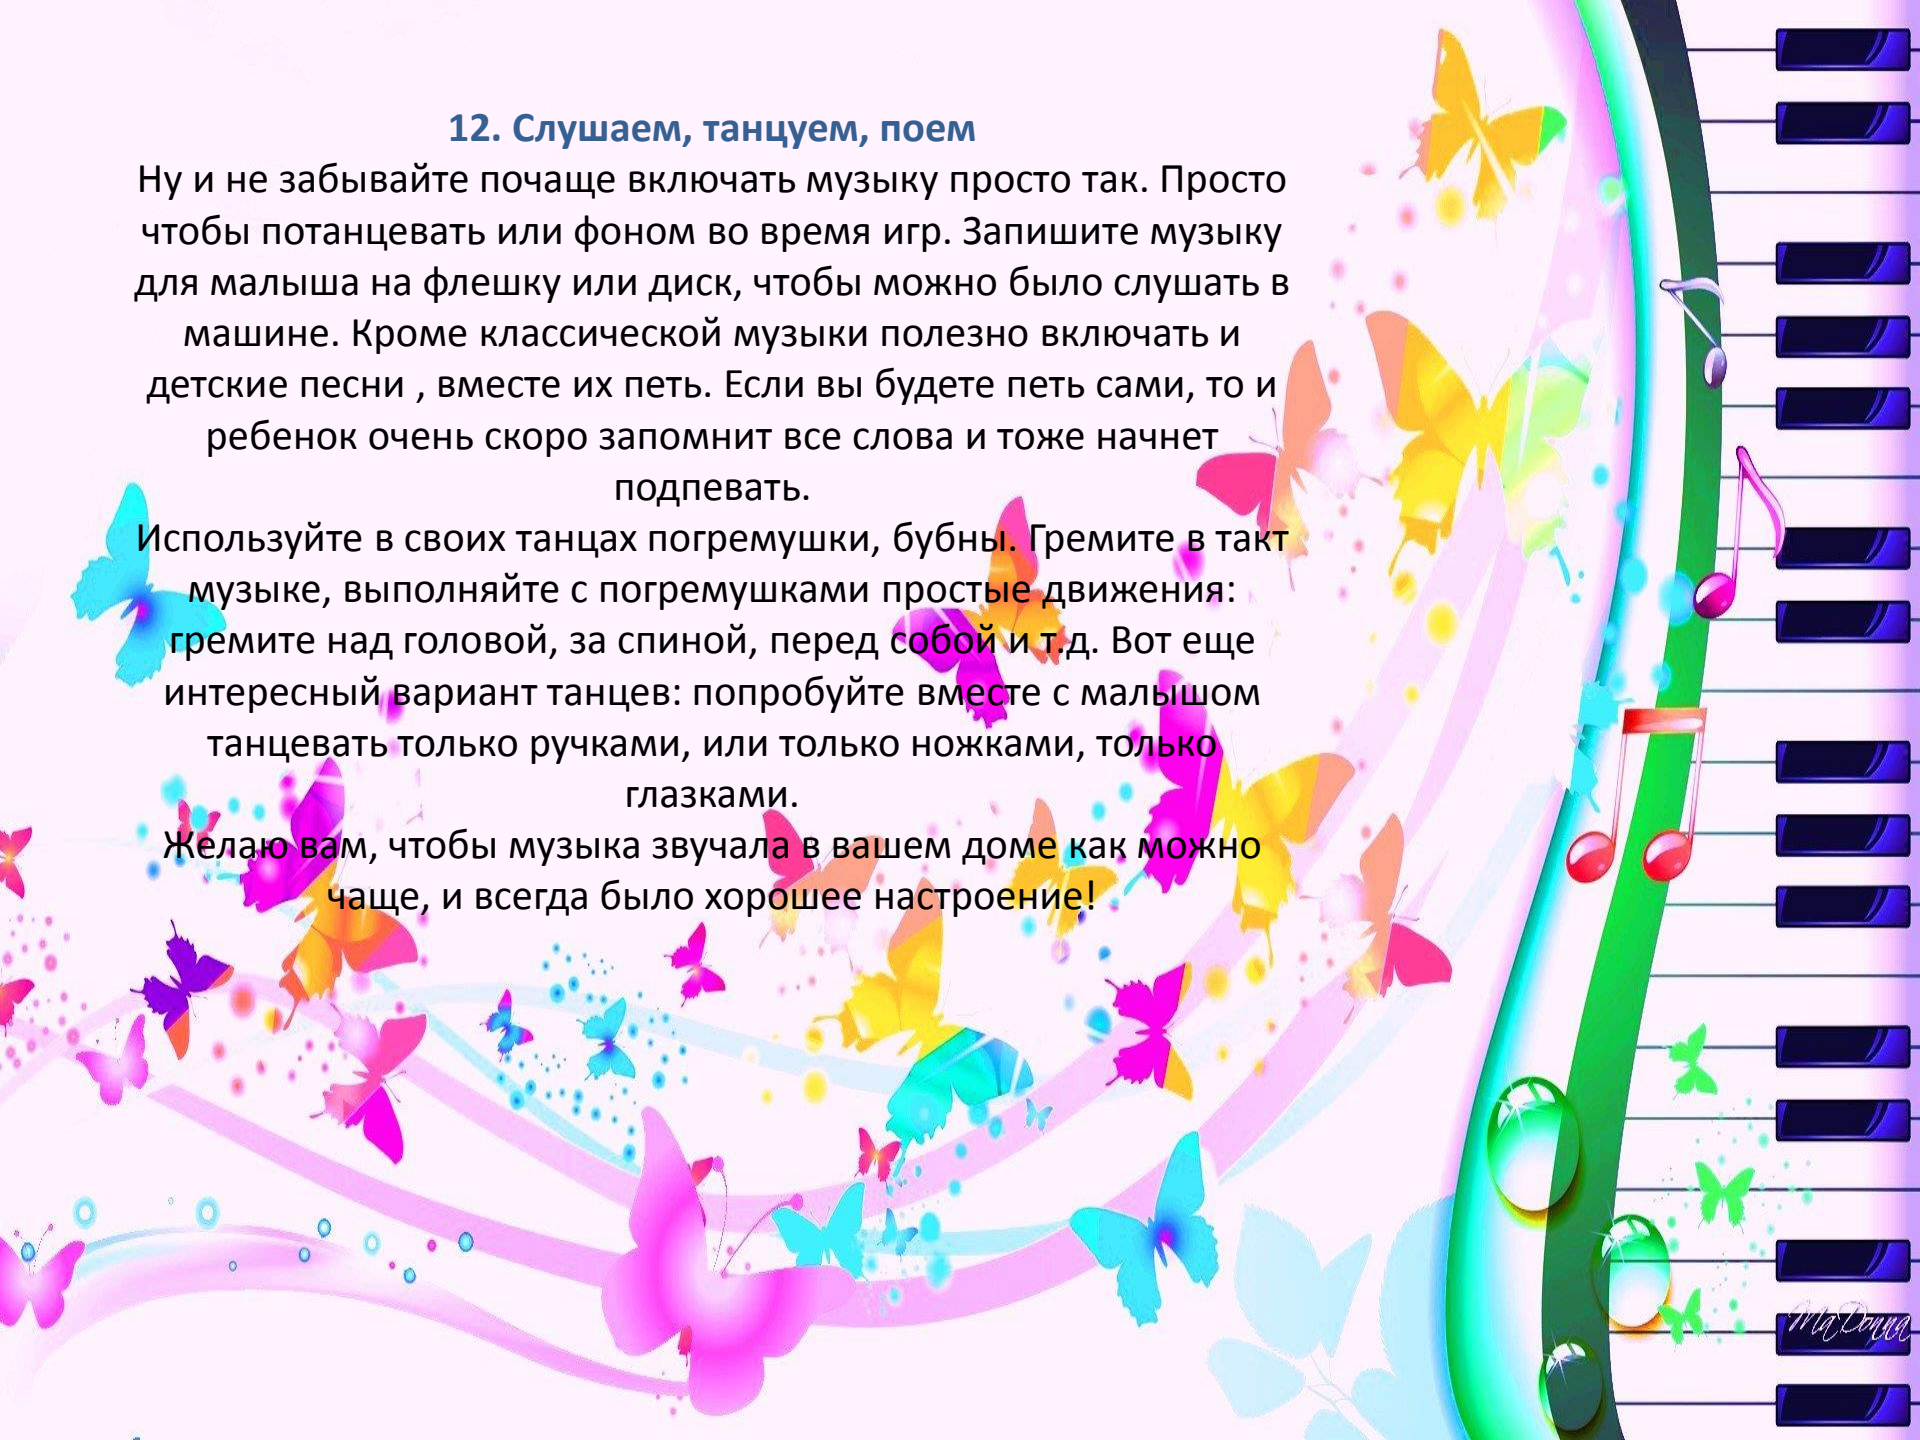 12. Слушаем, танцуем, поем
Ну и не забывайте почаще включать музыку просто так. Просто
чтобы потанцевать или фоном во время игр. Запишите музыку
для малыша на флешку или диск, чтобы можно было слушать в
машине. Кроме классической музыки полезно включать и
детские песни , вместе их петь. Если вы будете петь сами, то и
ребенок очень скоро запомнит все слова и тоже начнет
подпевать.
Используйте в своих танцах погремушки, бубны. Гремите в такт
музыке, выполняйте с погремушками простые движения:
гремите над головой, за спиной, перед собой и т.д. Вот еще
интересный вариант танцев: попробуйте вместе с малышом
танцевать только ручками, или только ножками, только
глазками.
Желаю вам, чтобы музыка звучала в вашем доме как можно
чаще, и всегда было хорошее настроение!
MaDonna